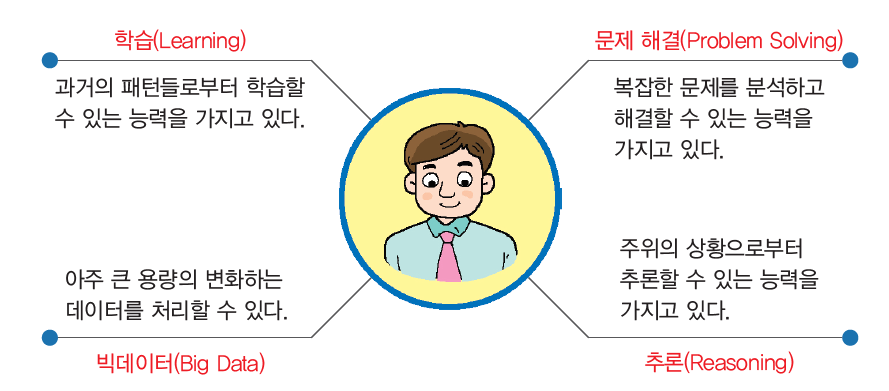 학습(Learning)
과거의 패턴들로부터 학습할
수 있는 능력을 가지고 있다.
문제 해결(Problem Solving)
복잡한 문제를 분석하고
해결할 수 있는 능력을
가지고 있다.
아주 큰 용량의 변화하는
데이터를 처리할 수 있다.
빅데이터(Big Data)
주위의 상황으로부터
추론할 수 있는 능력을
가지고 있다.
추론(Reasoning)